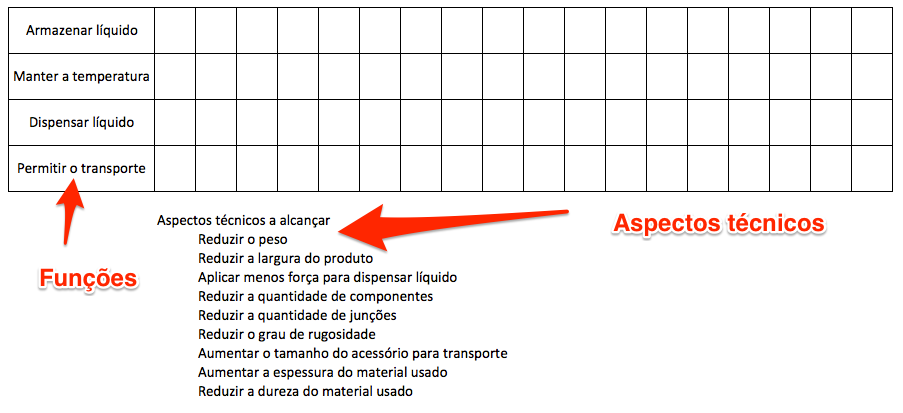 Armazenar líquido
Manter a temperatura
Dispensar líquido
Permitir o transporte
Aspectos técnicos a alcançar
Aspectos técnicos
Reduzir o peso
Reduzir a largura do produto
Funções
Aplicar menos força para dispensar líquido
Reduzir a quantidade de componentes
Reduzir a quantidade de junções
Reduzir o grau de rugosidade
Aumentar o tamanho do acessório para transporte
Aumentar a espessura do material usado
Reduzir a dureza do material usado